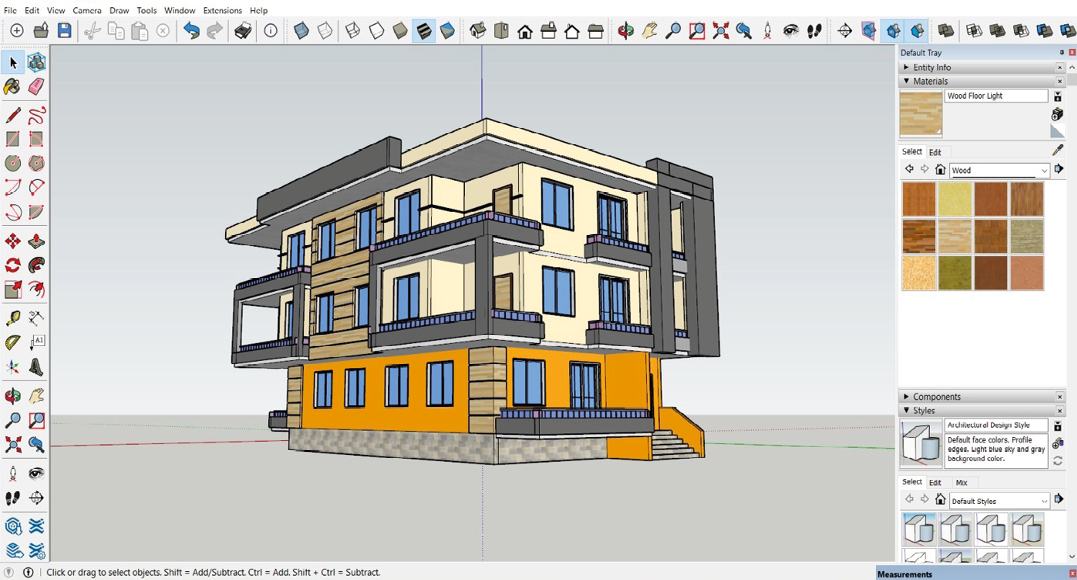 File Edit View Camera Draw Tools Window Extensions Help
Default Tray
Entity Info
Materials
Wood Floor Light
Select Edit
Wood
A1
Components
Styles
Architectural Design Style
Default face colors. Profile
edges. Light blue sky and gray
background color.
Select Edit Mix
Default Styles
Click or drag to select objects. Shift = Add/Subtract. Ctrl = Add. Shift + Ctrl = Subtract.
Measurements